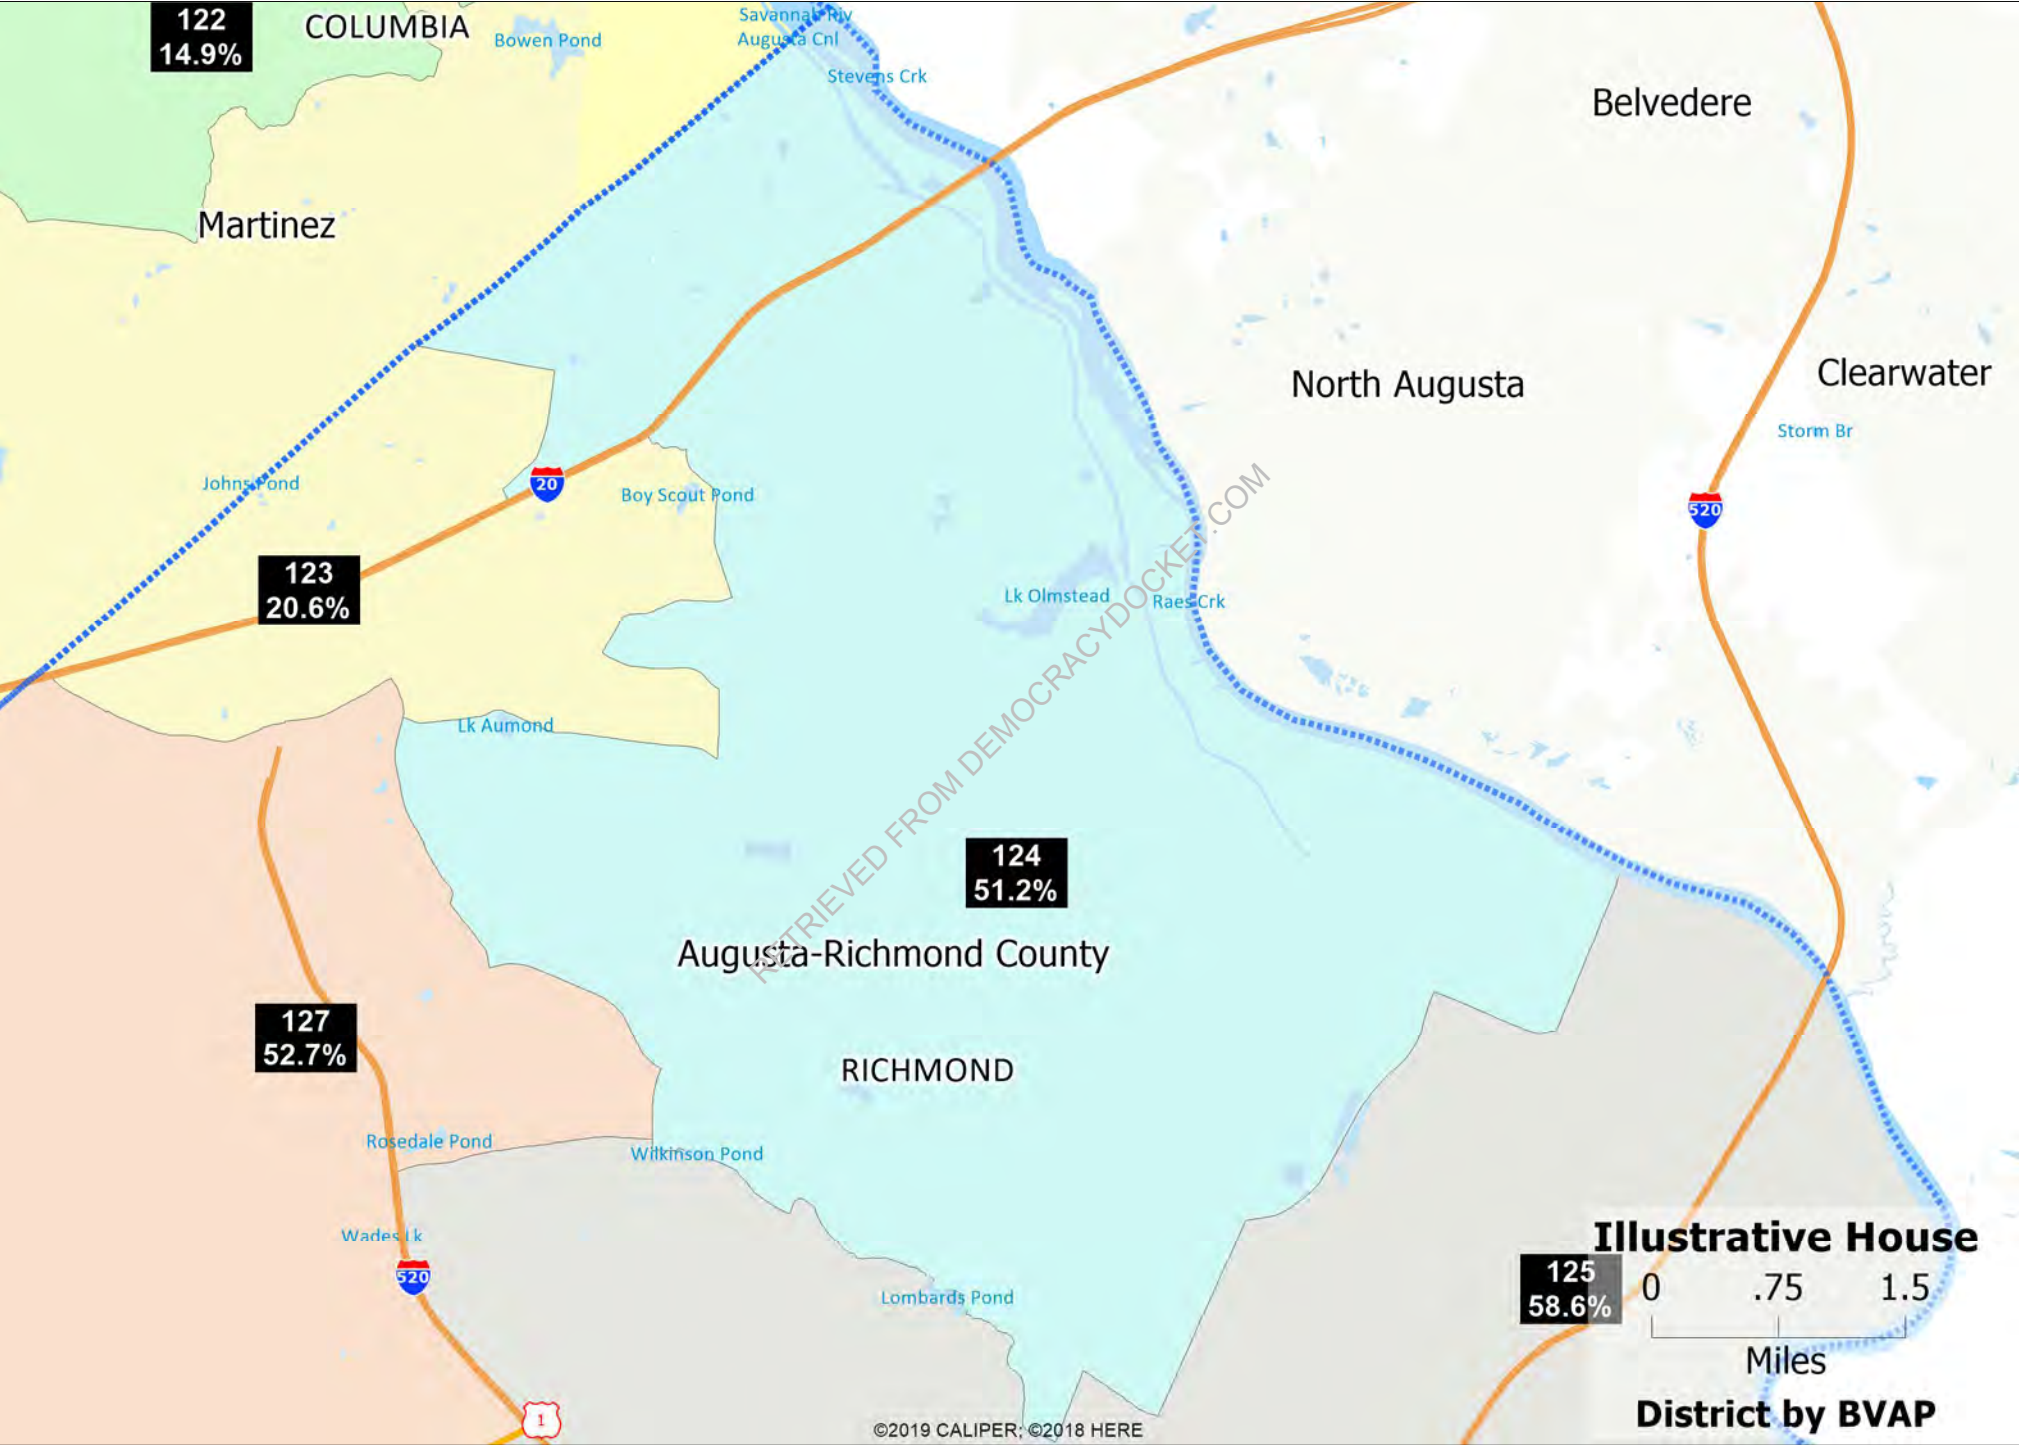 122
14.9%
COLUMBIA
Bowen Pond
Savannah Riv
Augusta Cnl
Stevens Crk
Belvedere
Martinez
North Augusta
Clearwater
Storm Br
Johns Pond
20
Boy Scout Pond
520
123
20.6%
Lk Olmstead
Raes Crk
Lk Aumond
RETRIEVED FROM DEMOCRACYDOCKET.COM
124
51.2%
Augusta-Richmond County
127
52.7%
RICHMOND
Rosedale Pond
Wilkinson Pond
Wades Lk
520
Lombards Pond
125
58.6%
Illustrative House
0 .75 1.5
Miles
District by BVAP
1
©2019 CALIPER; ©2018 HERE